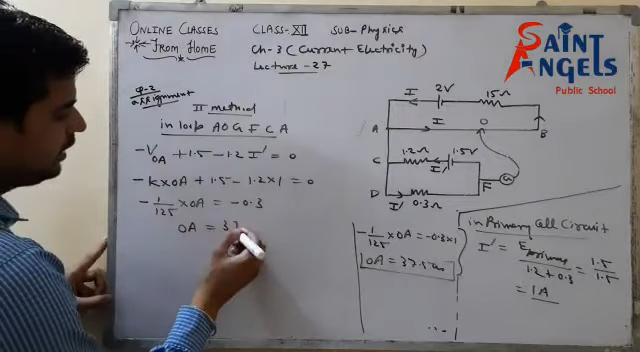 ONLINE CLASSES
FROM HOME
CLASS-XII SUB-Physics
Ch-3 (Current Electricity)
Lecture-27
SAINT
ANGELS
Public School
Q-2
assignment
II method
in loop AOGFCA
-V_OA + 1.5 - 1.2 I' = 0
-K×OA + 1.5 - 1.2×1 = 0
-1/125 × OA = -0.3
OA = 37
I 2V 15Ω
A I O B
C 1.2Ω I' 1.5V
G
F
D I' 0.3Ω
-1/125 × OA = -0.3×1
OA = 37.5 cm
in Primary Cell Circuit
I' = E primary / 1.2 + 0.3 = 1.5 / 1.5
= 1A